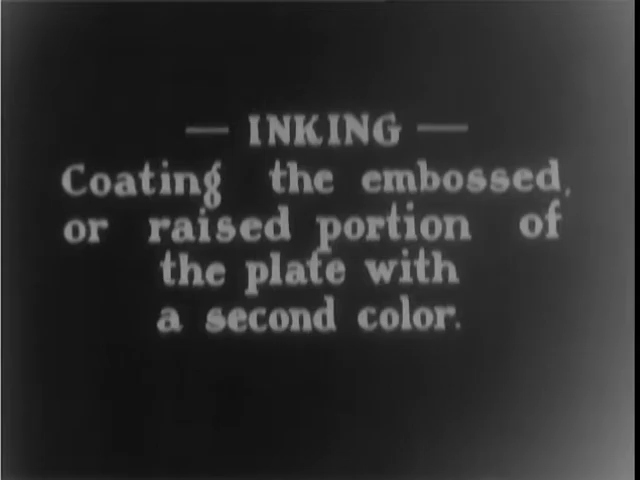 — INKING —
Coating the embossed,
or raised portion of
the plate with
a second color.